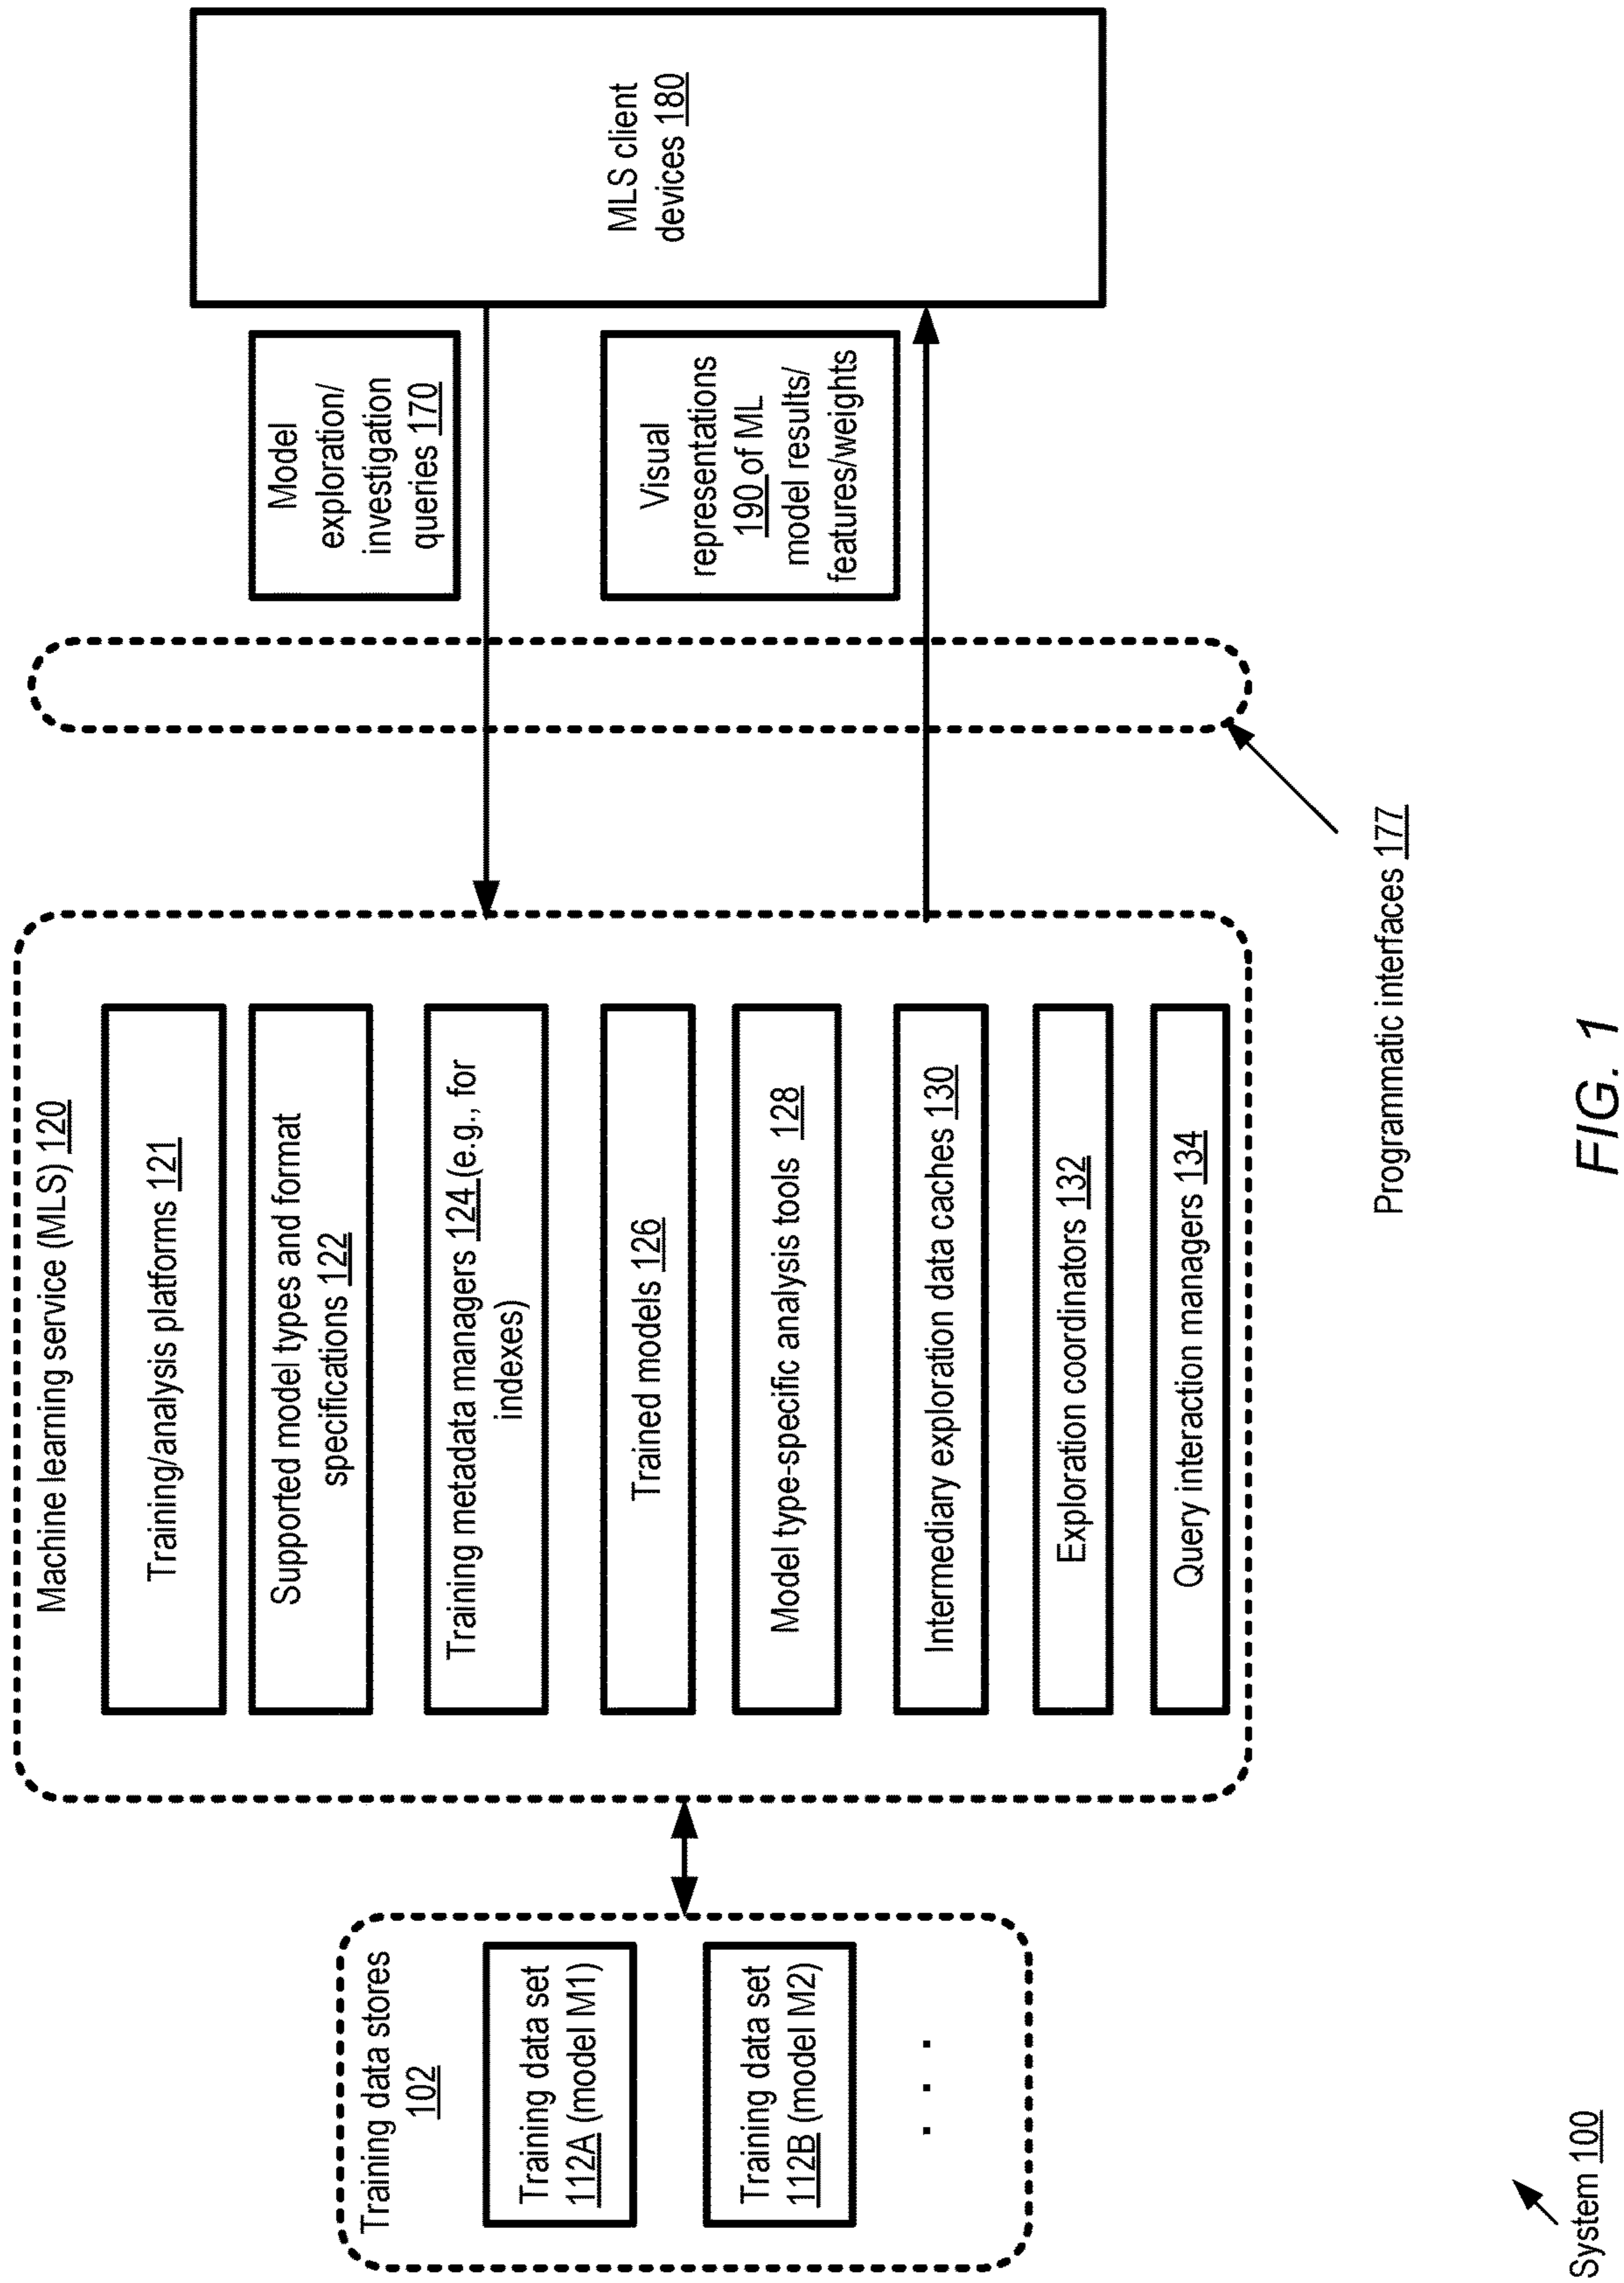 Training data stores
102
Training data set
112A (model M1)
Training data set
112B (model M2)
. . .
Machine learning service (MLS) 120
Training/analysis platforms 121
Supported model types and format
specifications 122
Training metadata managers 124 (e.g., for
indexes)
Trained models 126
Model type-specific analysis tools 128
Intermediary exploration data caches 130
Exploration coordinators 132
Query interaction managers 134
Model
exploration/
investigation
queries 170
Visual
representations
190 of ML
model results/
features/weights
MLS client
devices 180
Programmatic interfaces 177
System 100
FIG. 1